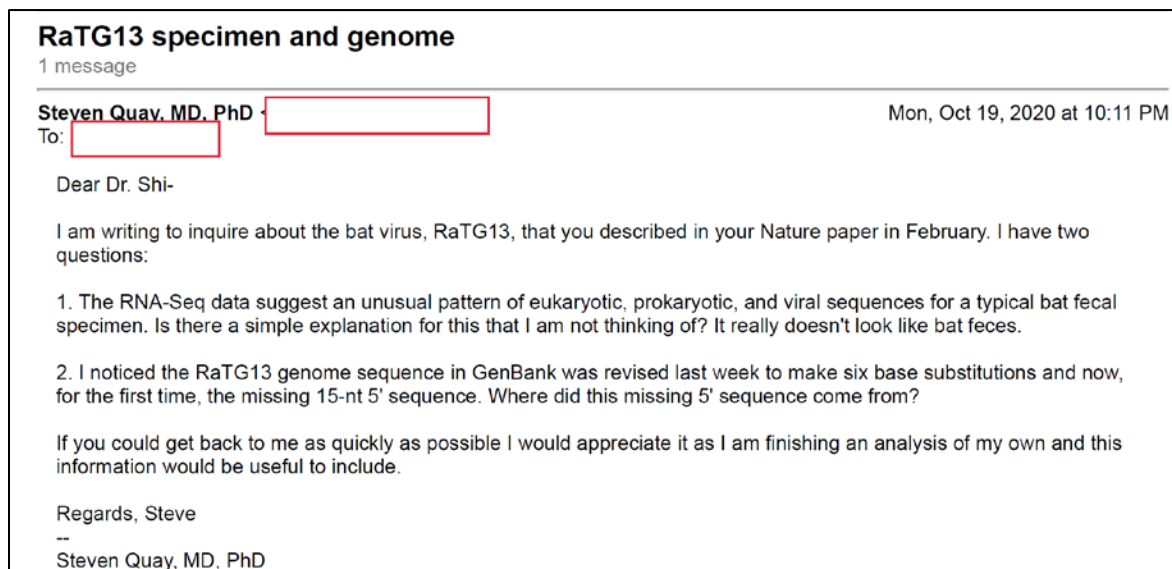 RaTG13 specimen and genome
1 message
Steven Quay, MD, PhD <
Mon, Oct 19, 2020 at 10:11 PM
To:
Dear Dr. Shi-
I am writing to inquire about the bat virus, RaTG13, that you described in your Nature paper in February. I have two
questions:
1. The RNA-Seq data suggest an unusual pattern of eukaryotic, prokaryotic, and viral sequences for a typical bat fecal
specimen. Is there a simple explanation for this that I am not thinking of? It really doesn't look like bat feces.
2. I noticed the RaTG13 genome sequence in GenBank was revised last week to make six base substitutions and now,
for the first time, the missing 15-nt 5' sequence. Where did this missing 5' sequence come from?
If you could get back to me as quickly as possible I would appreciate it as I am finishing an analysis of my own and this
information would be useful to include.
Regards, Steve
--
Steven Quay, MD, PhD